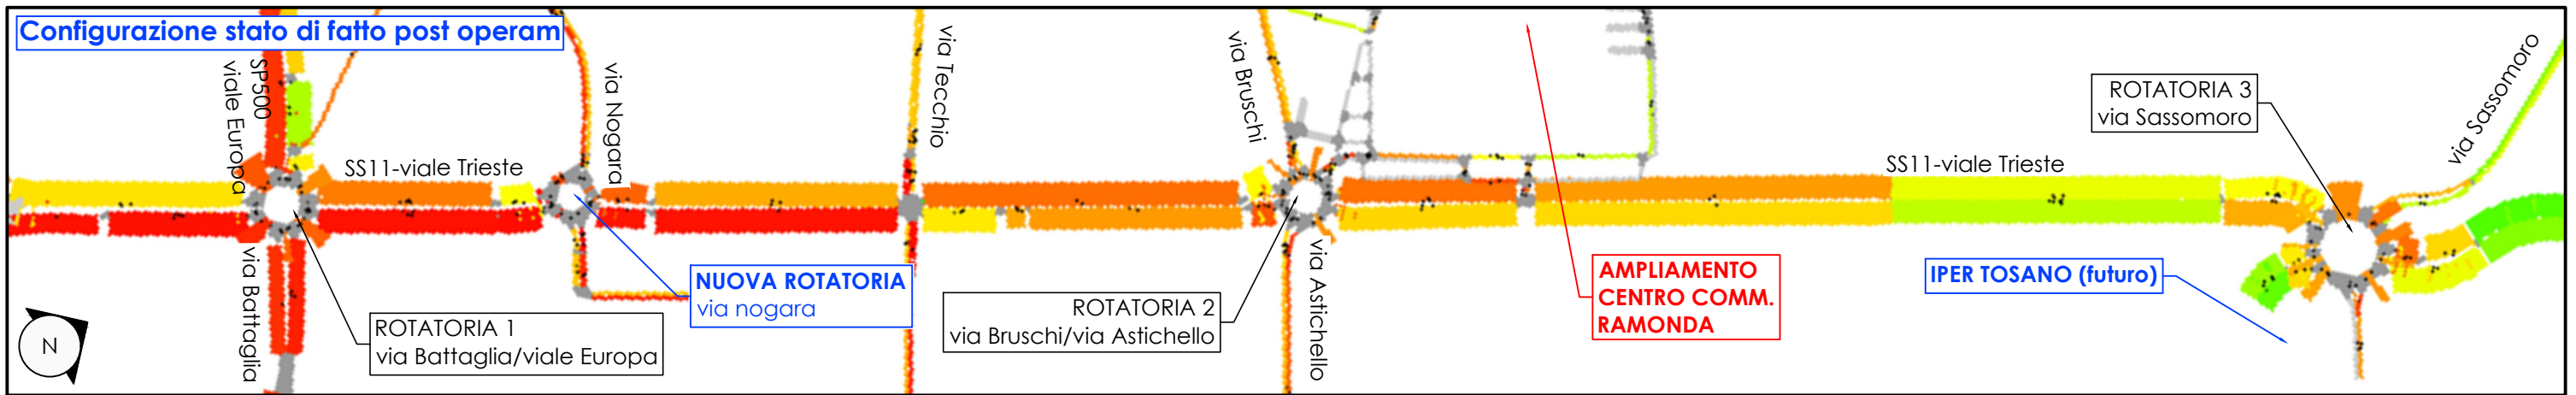 Configurazione stato di fatto post operam
SP500
viale Europa
SS11-viale Trieste
via Nogara
via Tecchio
via Bruschi
ROTATORIA 3
via Sassomoro
SS11-viale Trieste
via Sassomoro
via Battaglia
NUOVA ROTATORIA
via nogara
ROTATORIA 1
via Battaglia/viale Europa
ROTATORIA 2
via Bruschi/via Astichello
via Astichello
AMPLIAMENTO
CENTRO COMM.
RAMONDA
IPER TOSANO (futuro)
N